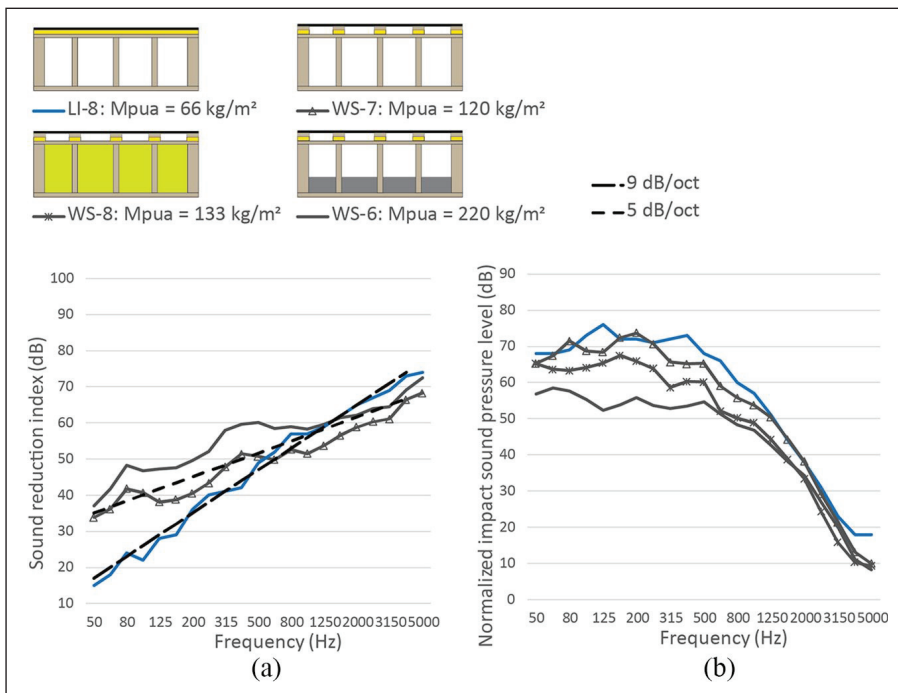 LI-8: Mpua = 66 kg/m²
WS-7: Mpua = 120 kg/m²
WS-8: Mpua = 133 kg/m²
WS-6: Mpua = 220 kg/m²
9 dB/oct
5 dB/oct
Sound reduction index (dB)
100
90
80
70
60
50
40
30
20
10
50 80 125 200 315 500 800 1250 2000 3150 5000
Frequency (Hz)
(a)
Normalized impact sound pressure level (dB)
90
80
70
60
50
40
30
20
10
0
50 80 125 200 315 500 800 1250 2000 3150 5000
Frequency (Hz)
(b)